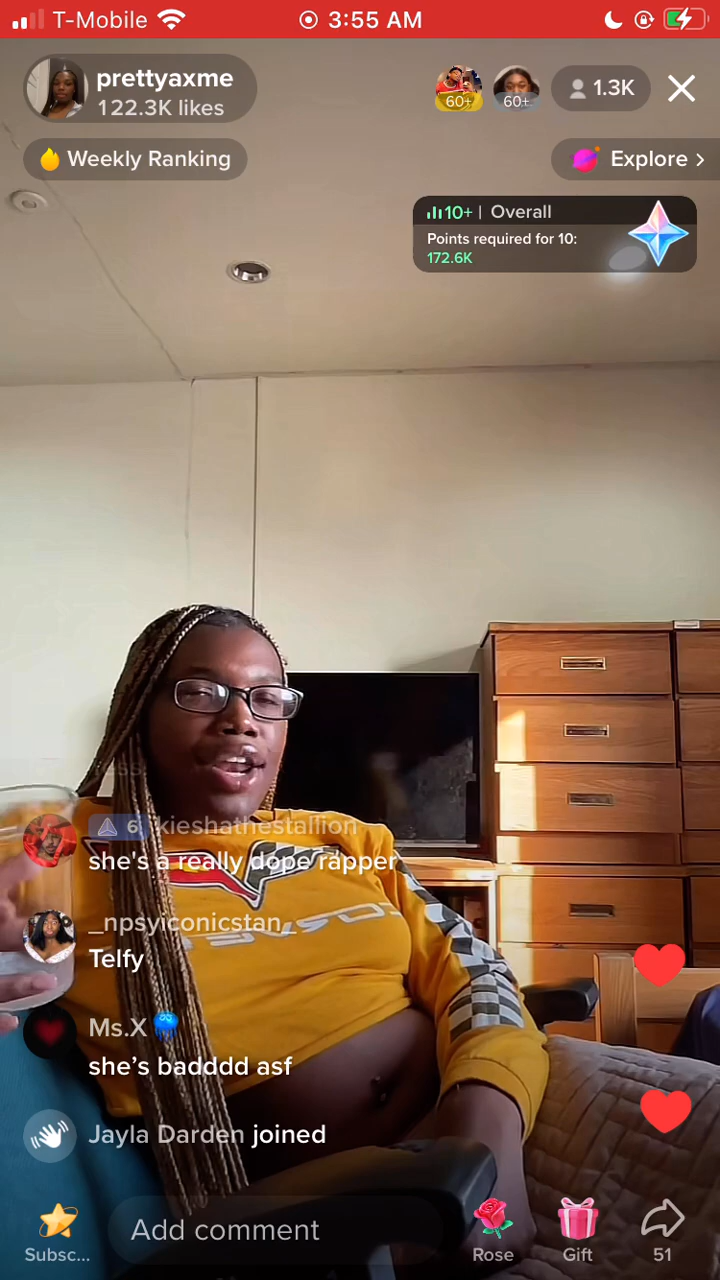 T-Mobile
3:55 AM
prettyaxme
122.3K likes
60+
60+
1.3K
Weekly Ranking
Explore
10+ | Overall
Points required for 10:
172.6K
6 kieshathestallion
she's a really dope rapper
_npsyiconicstan_
Telfy
Ms.X
she's badddd asf
Jayla Darden joined
Subsc...
Add comment
Rose
Gift
51